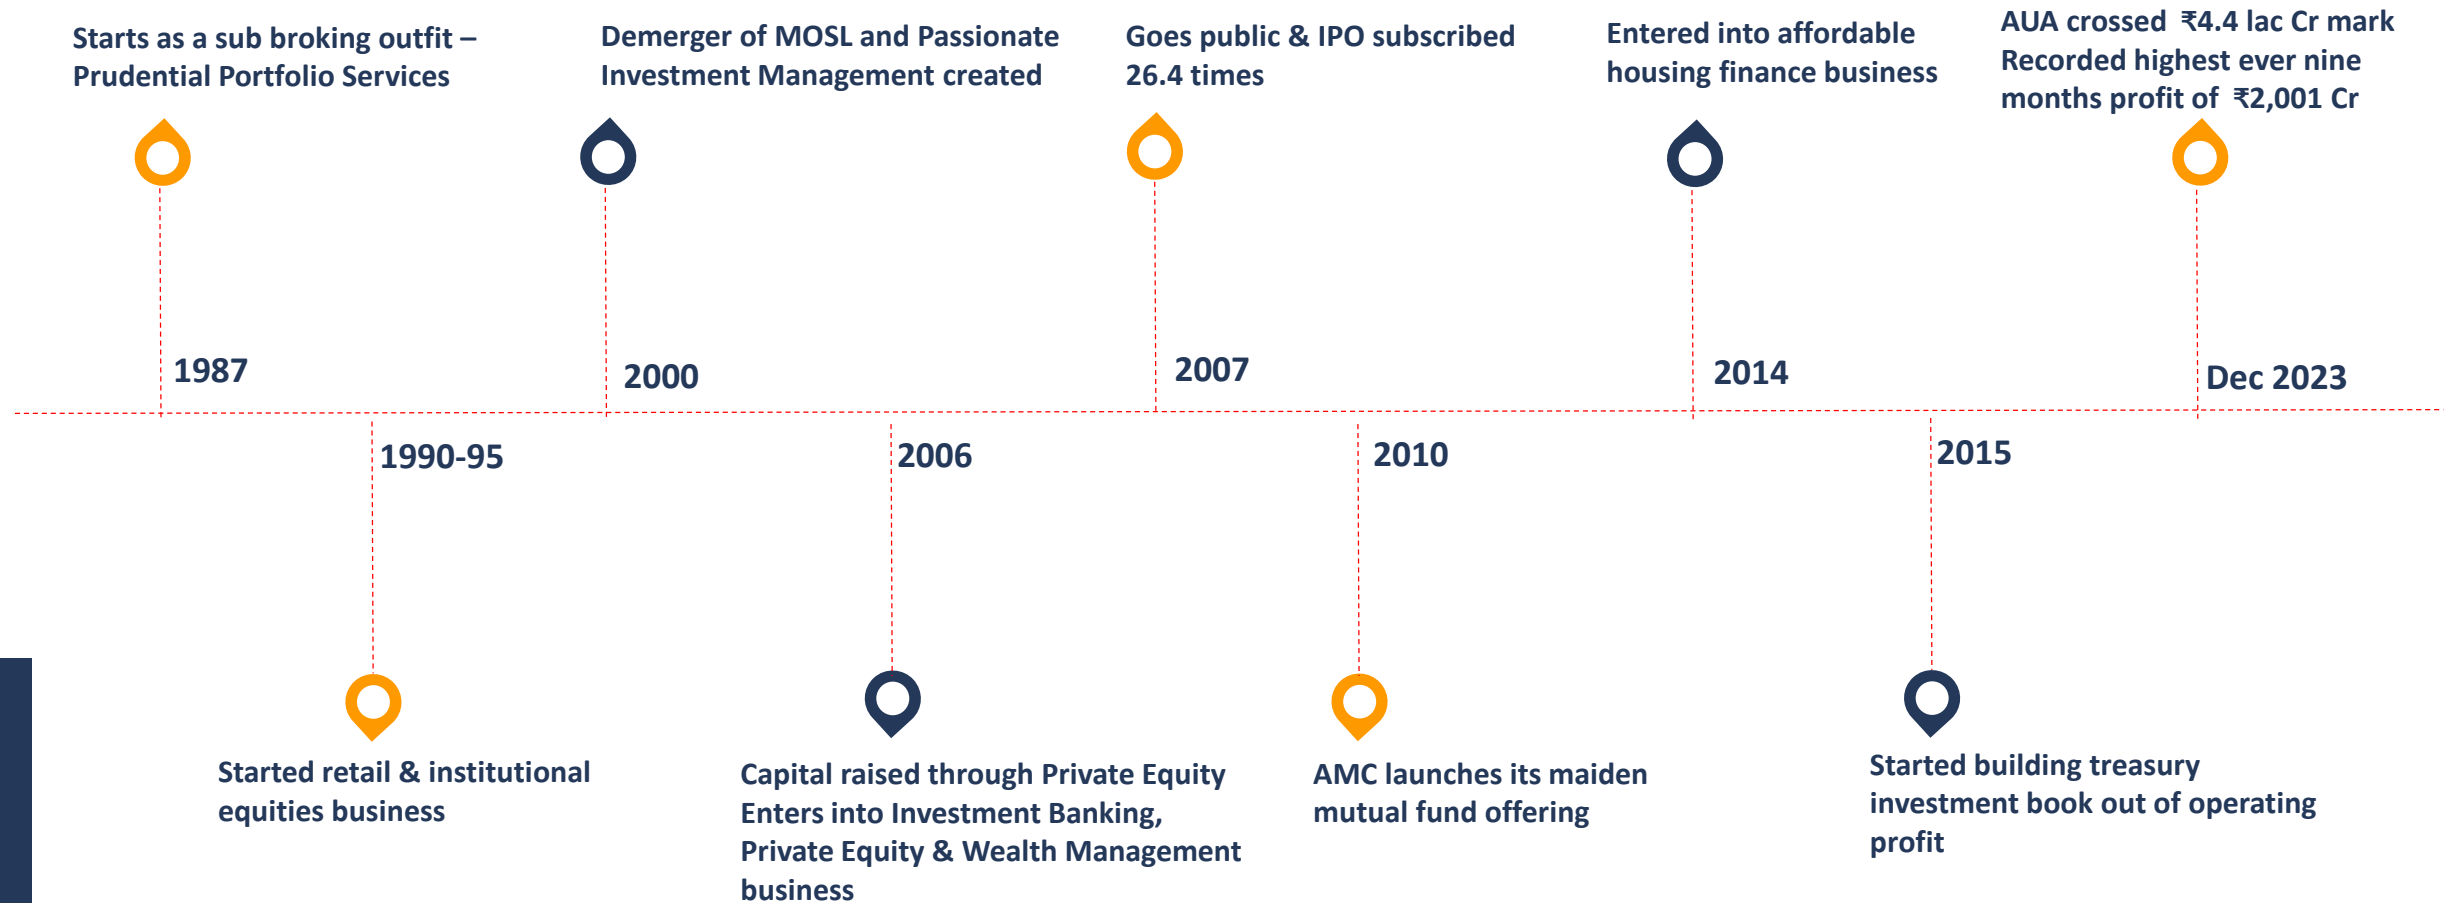 Starts as a sub broking outfit –
Prudential Portfolio Services
Demerger of MOSL and Passionate
Investment Management created
Goes public & IPO subscribed
26.4 times
Entered into affordable
housing finance business
AUA crossed ₹4.4 lac Cr mark
Recorded highest ever nine
months profit of ₹2,001 Cr
1987
2000
2007
2014
Dec 2023
1990-95
2006
2010
2015
Started retail & institutional
equities business
Capital raised through Private Equity
Enters into Investment Banking,
Private Equity & Wealth Management
business
AMC launches its maiden
mutual fund offering
Started building treasury
investment book out of operating
profit